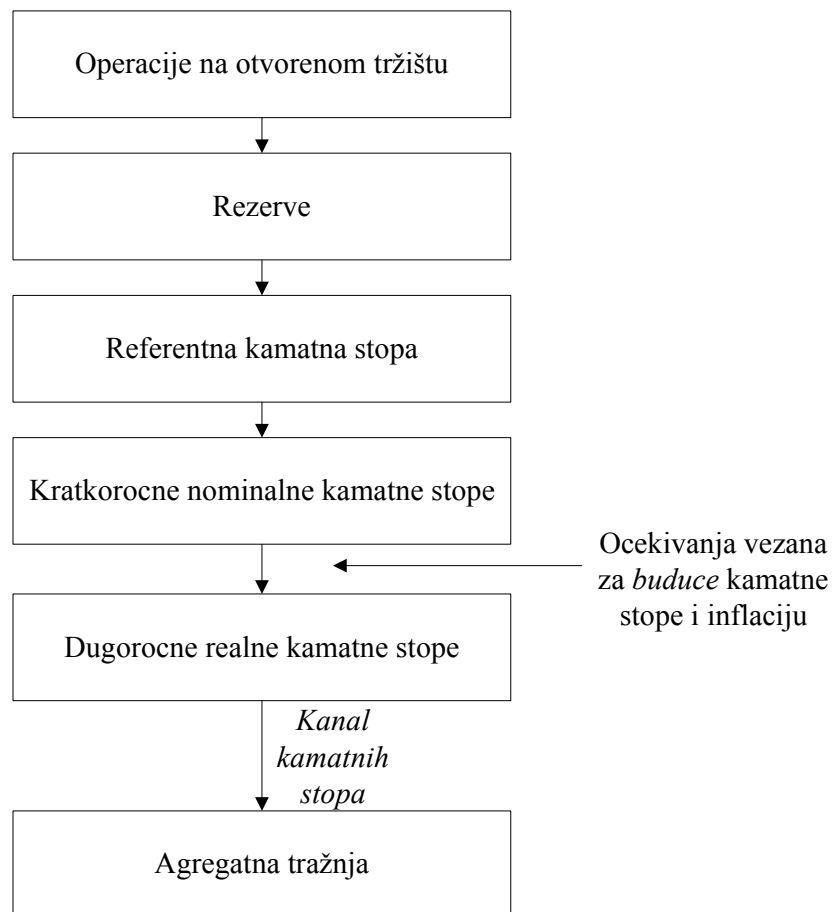 Operacije na otvorenom tržištu
Rezerve
Referentna kamatna stopa
Kratkorocne nominalne kamatne stope
Ocekivanja vezana
za buduce kamatne
stope i inflaciju
Dugorocne realne kamatne stope
Kanal
kamatnih
stopa
Agregatna tražnja